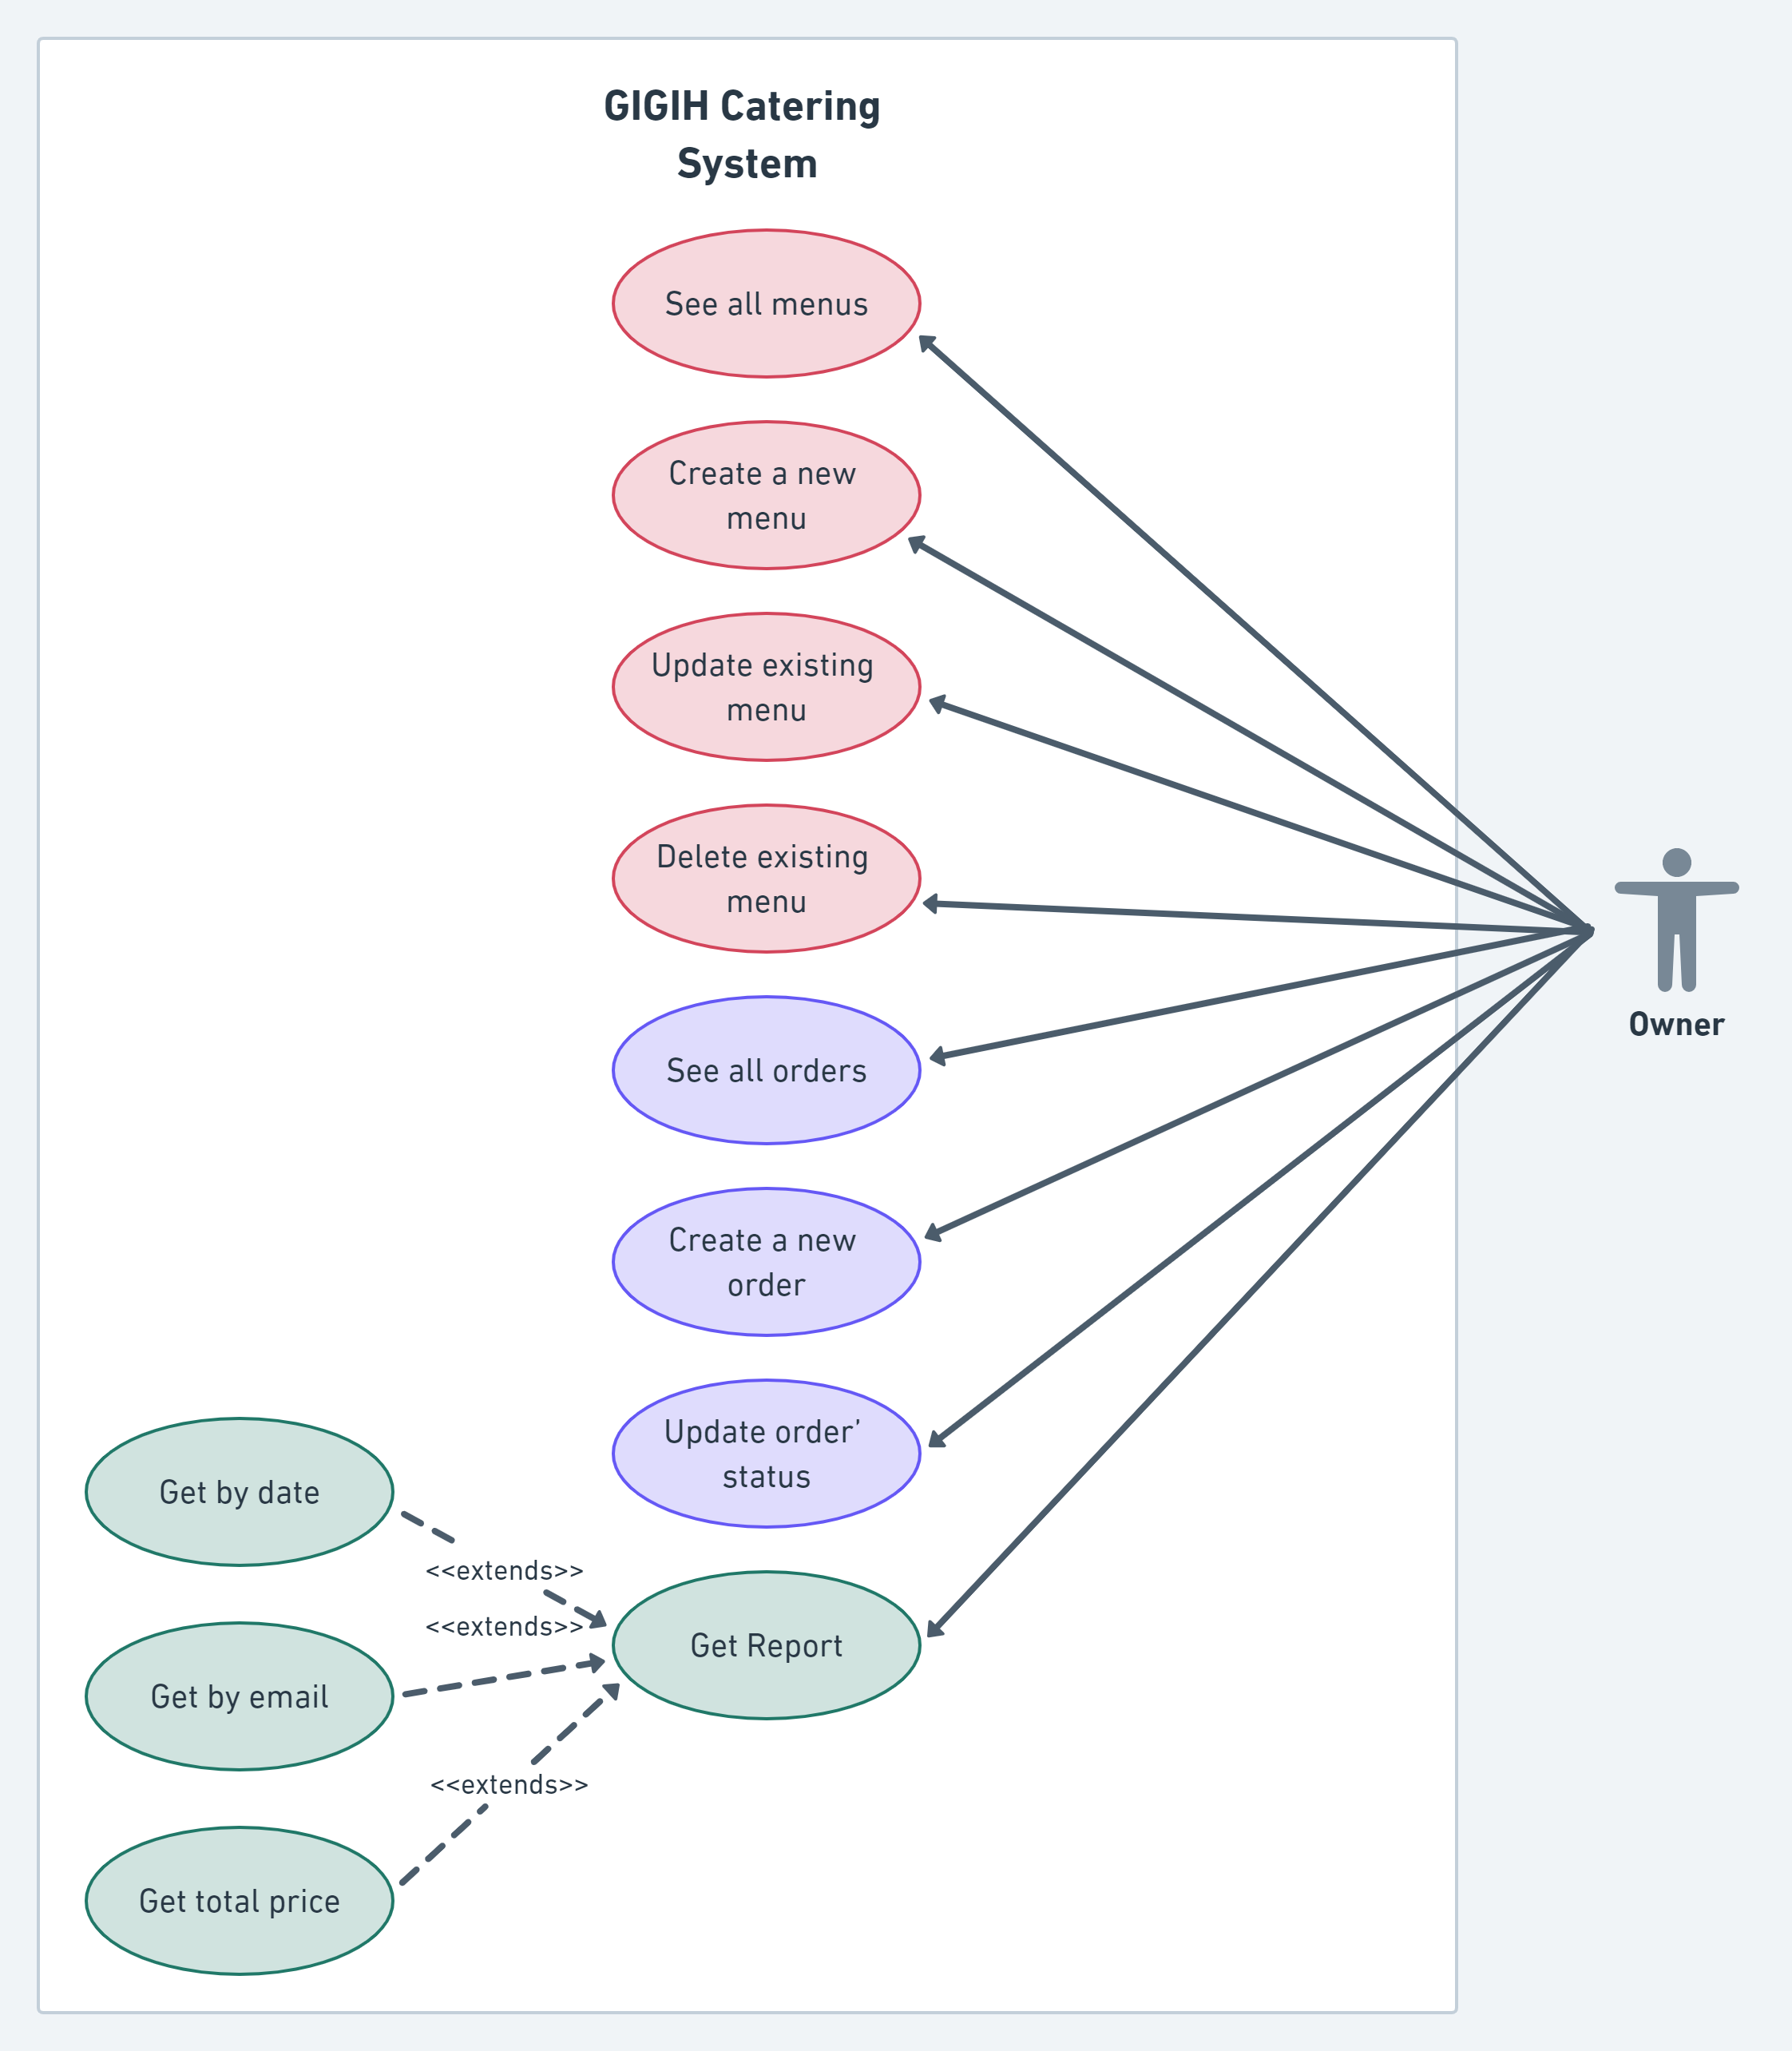 GIGIH Catering
System
See all menus
Create a new
menu
Update existing
menu
Delete existing
menu
Owner
See all orders
Create a new
order
Update order’
status
Get by date
<<extends>>
<<extends>>
Get Report
Get by email
<<extends>>
Get total price